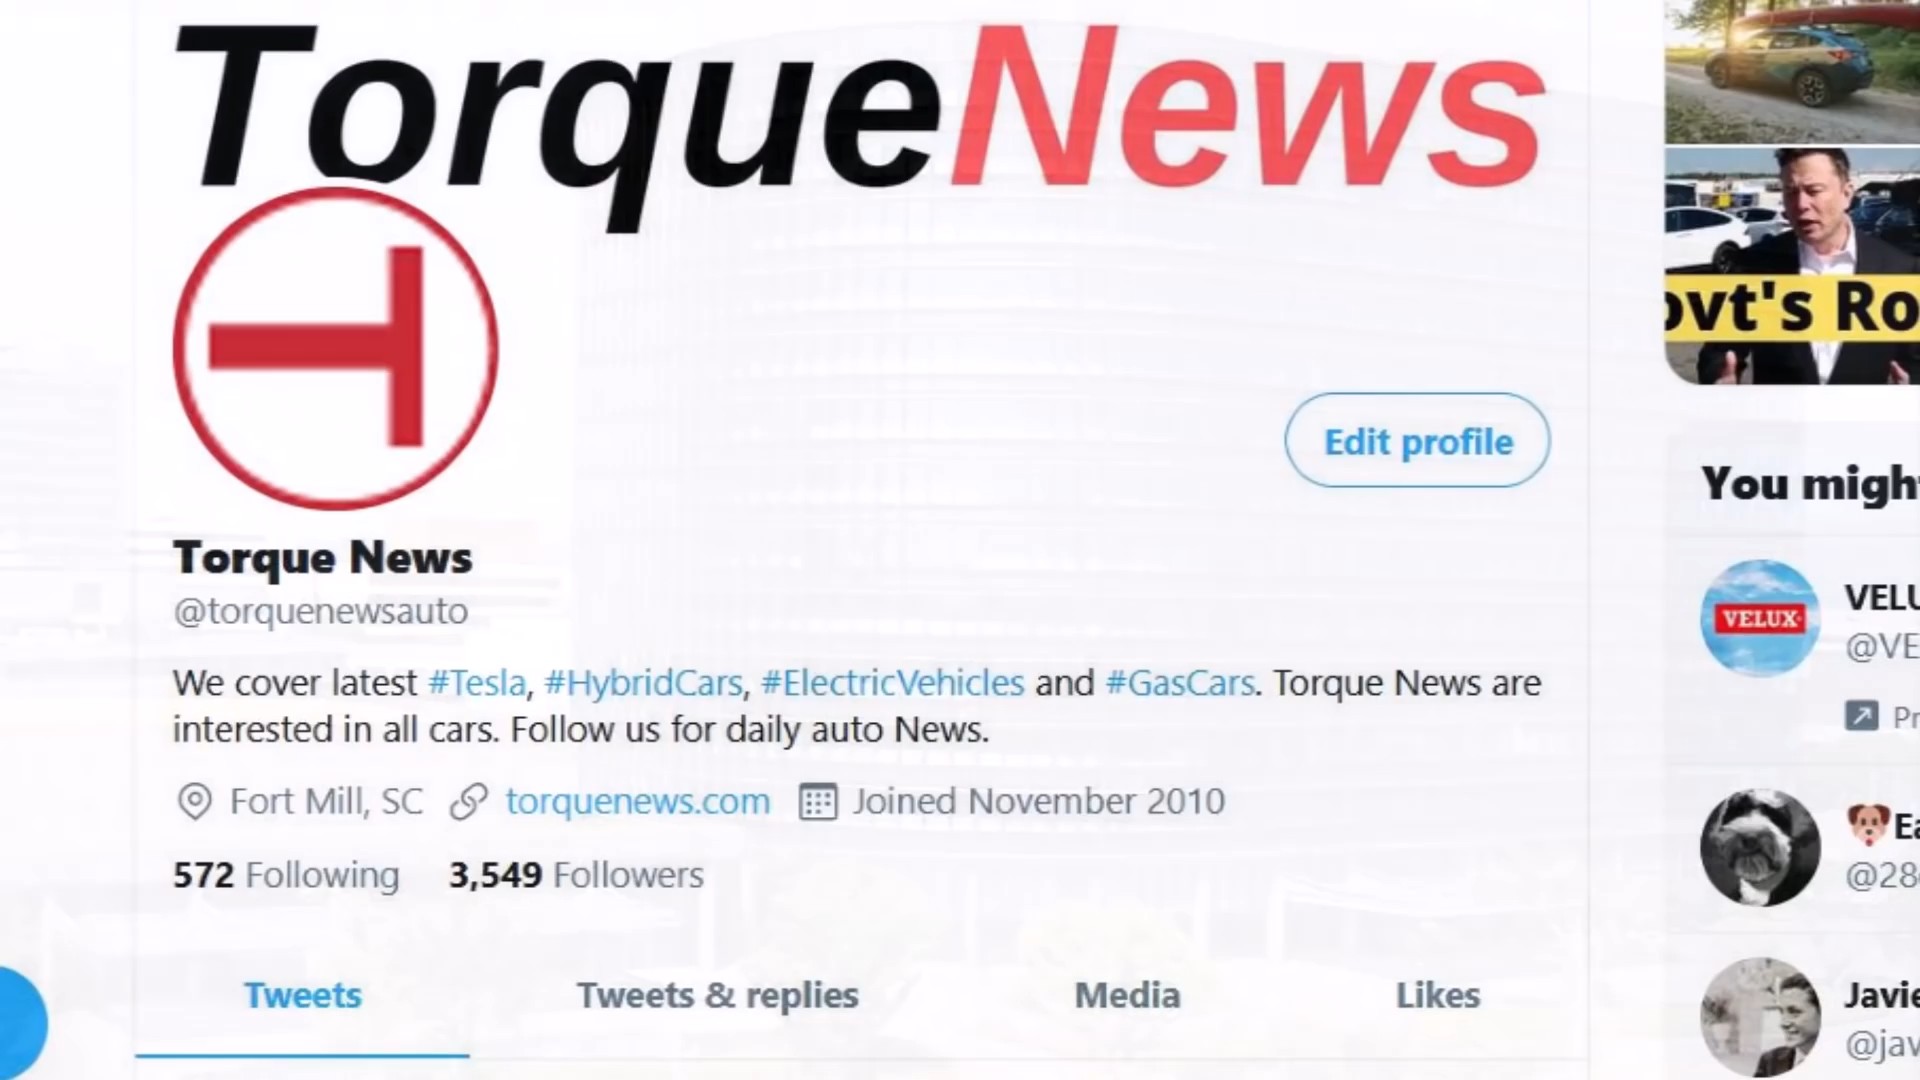 TorqueNews
Edit profile
Torque News
@torquenewsauto
We cover latest #Tesla, #HybridCars, #ElectricVehicles and #GasCars. Torque News are
interested in all cars. Follow us for daily auto News.
Fort Mill, SC torquenews.com Joined November 2010
572 Following 3,549 Followers
Tweets Tweets & replies Media Likes
ovt's Ro
You might
VELUX
VELU
@VE
Pr
Ea
@28
Javie
@jav